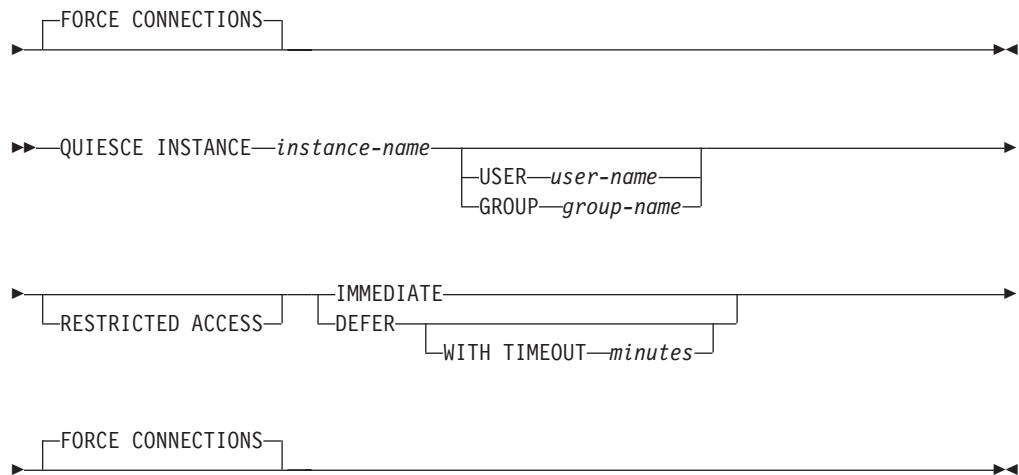 FORCE CONNECTIONS
QUIESCE INSTANCE instance-name
USER user-name
GROUP group-name
RESTRICTED ACCESS IMMEDIATE
DEFER
WITH TIMEOUT minutes
FORCE CONNECTIONS